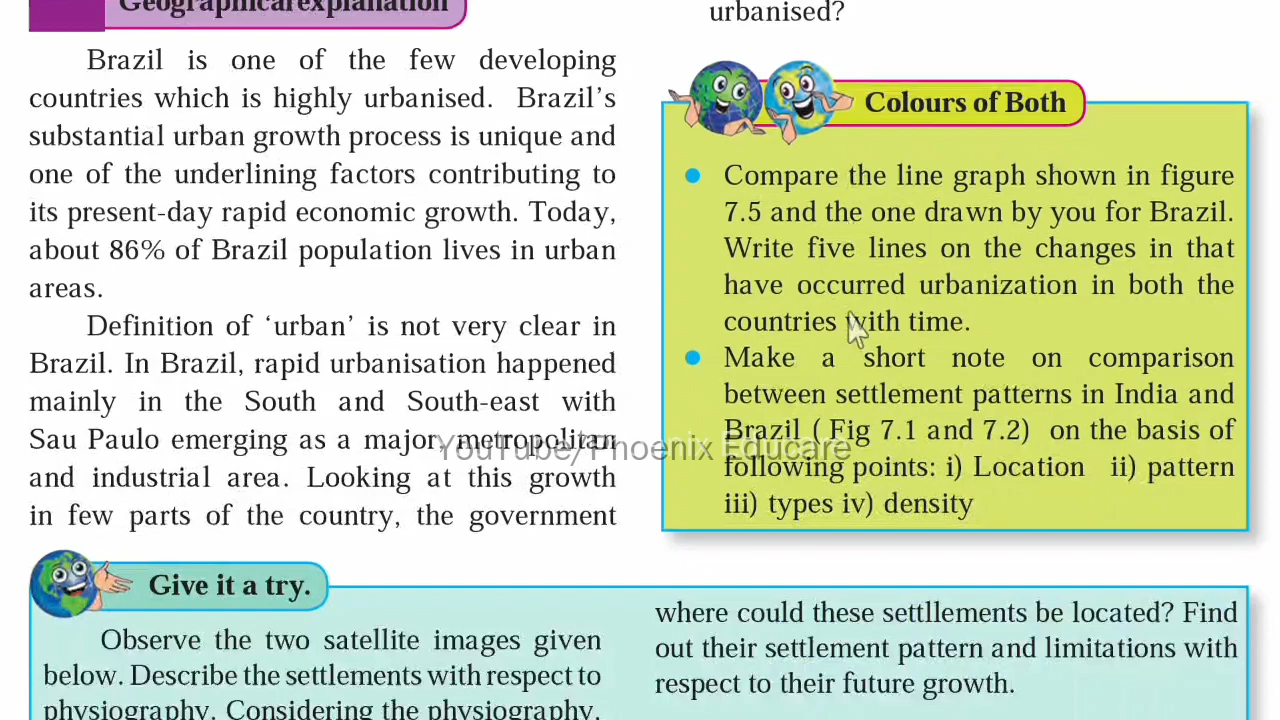 Geographical explanation
Brazil is one of the few developing
countries which is highly urbanised. Brazil's
substantial urban growth process is unique and
one of the underlining factors contributing to
its present-day rapid economic growth. Today,
about 86% of Brazil population lives in urban
areas.
Definition of 'urban' is not very clear in
Brazil. In Brazil, rapid urbanisation happened
mainly in the South and South-east with
Sau Paulo emerging as a major metropolitan
and industrial area. Looking at this growth
in few parts of the country, the government
urbanised?
Colours of Both
Compare the line graph shown in figure
7.5 and the one drawn by you for Brazil.
Write five lines on the changes in that
have occurred urbanization in both the
countries with time.
Make a short note on comparison
between settlement patterns in India and
Brazil ( Fig 7.1 and 7.2) on the basis of
following points: i) Location ii) pattern
iii) types iv) density
YouTube/Phoenix Educare
Give it a try.
Observe the two satellite images given
below. Describe the settlements with respect to
physiography. Considering the physiography,
where could these settllements be located? Find
out their settlement pattern and limitations with
respect to their future growth.